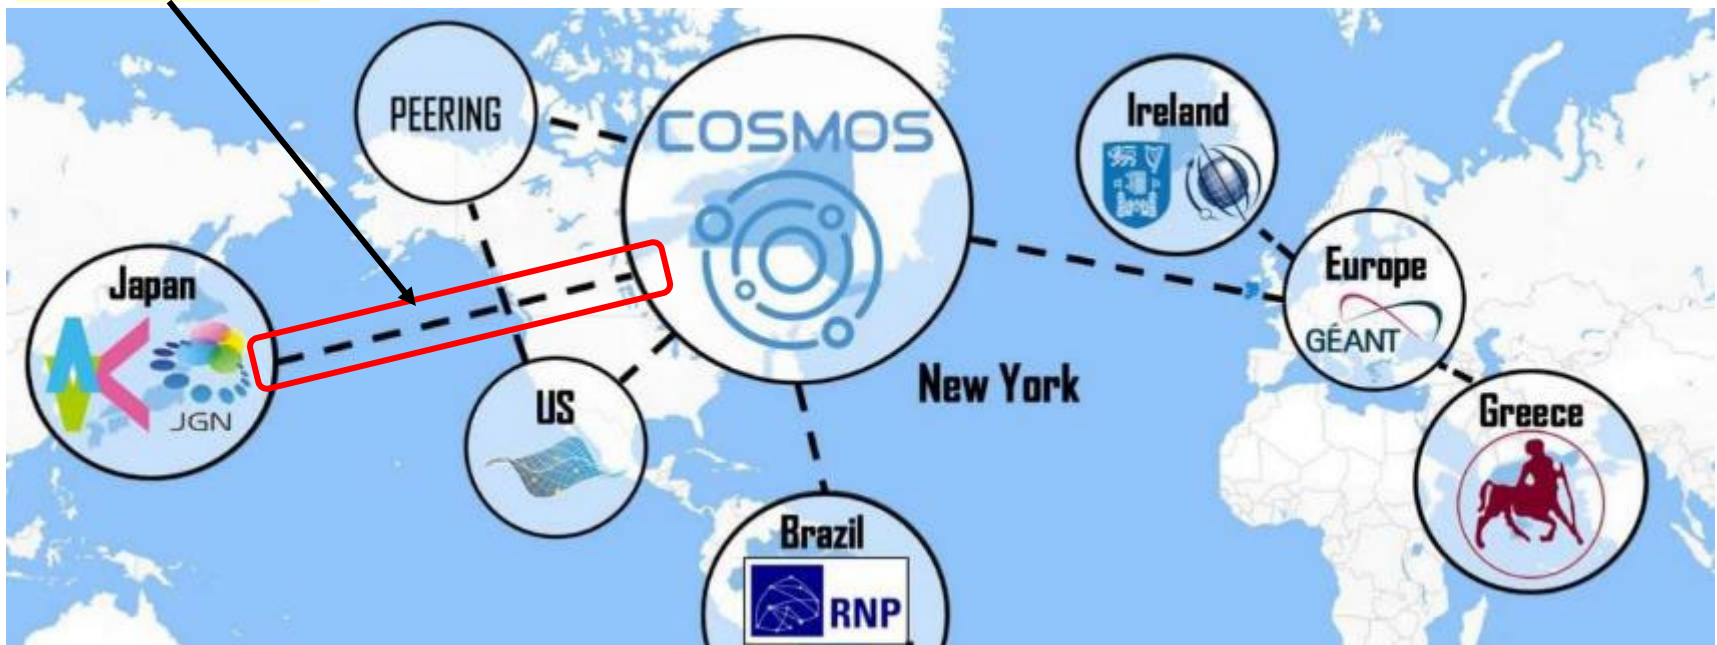 PEERING
COSMOS
Ireland
Japan
Europe
GÉANT
JGN
US
New York
Greece
Brazil
RNP